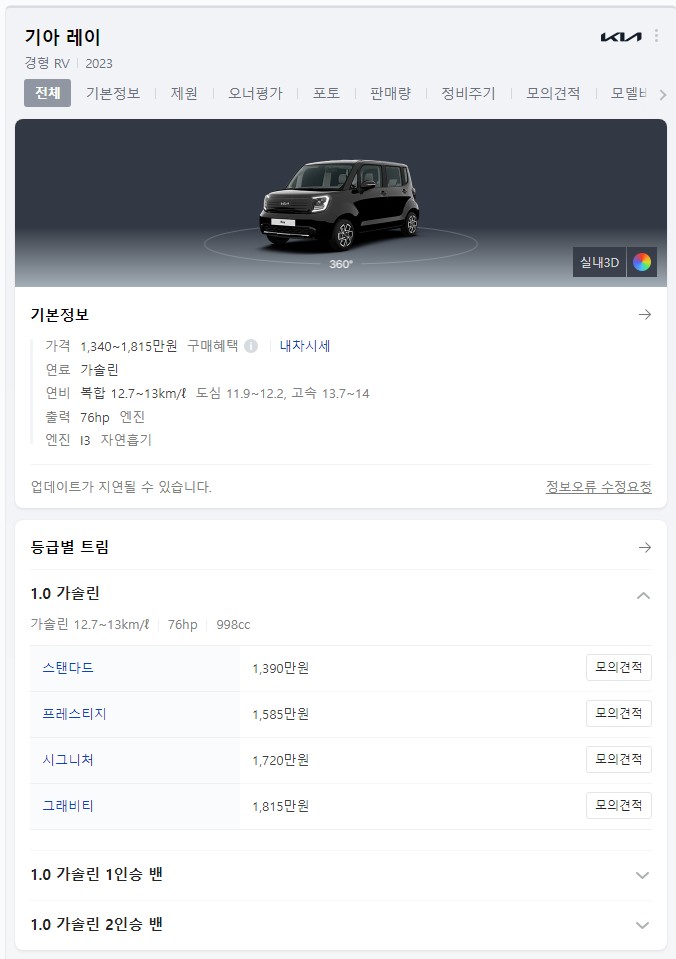 기아 레이
KIA
경형 RV 2023
전체 기본정보 제원 오너평가 포토 판매량 정비주기 모의견적
360°
실내3D
기본정보
가격 1,340~1,815만원 구매혜택 내차시세
연료 가솔린
연비 복합 12.7~13km/ℓ 도심 11.9~12.2, 고속 13.7~14
출력 76hp 엔진
엔진 I3 자연흡기
업데이트가 지연될 수 있습니다. 정보오류 수정요청
등급별 트림
1.0 가솔린
가솔린 12.7~13km/ℓ 76hp 998cc
스탠다드 1,390만원 모의견적
프레스티지 1,585만원 모의견적
시그니처 1,720만원 모의견적
그래비티 1,815만원 모의견적
1.0 가솔린 1인승 밴
1.0 가솔린 2인승 밴